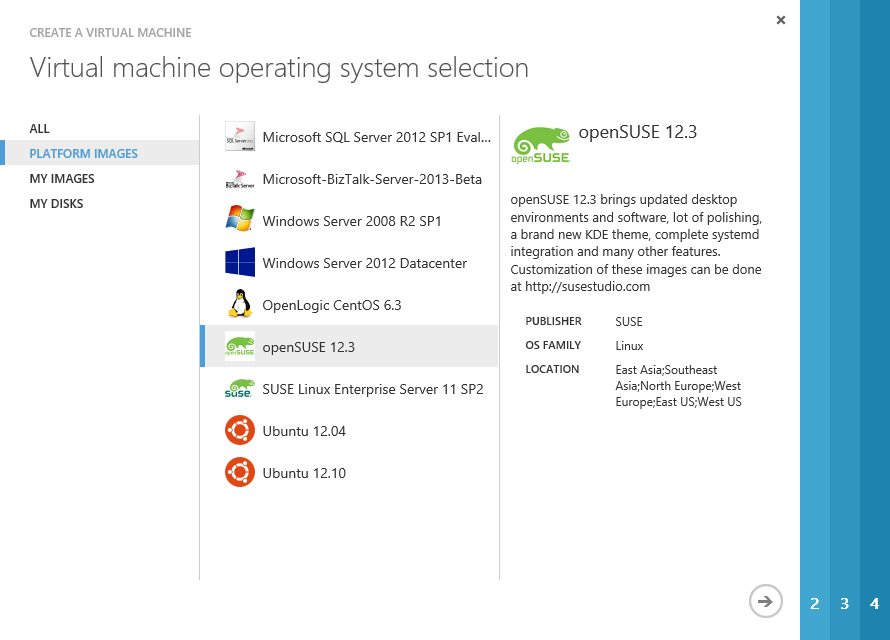 CREATE A VIRTUAL MACHINE
Virtual machine operating system selection
ALL
PLATFORM IMAGES
MY IMAGES
MY DISKS
Microsoft SQL Server 2012 SP1 Eval...
Microsoft-BizTalk-Server-2013-Beta
Windows Server 2008 R2 SP1
Windows Server 2012 Datacenter
OpenLogic CentOS 6.3
openSUSE
openSUSE 12.3
SUSE
SUSE Linux Enterprise Server 11 SP2
Ubuntu 12.04
Ubuntu 12.10
openSUSE
openSUSE 12.3
openSUSE 12.3 brings updated desktop
environments and software, lot of polishing,
a brand new KDE theme, complete systemd
integration and many other features.
Customization of these images can be done
at http://susestudio.com
PUBLISHER SUSE
OS FAMILY Linux
LOCATION East Asia;Southeast
Asia;North Europe;West
Europe;East US;West US
2 3 4